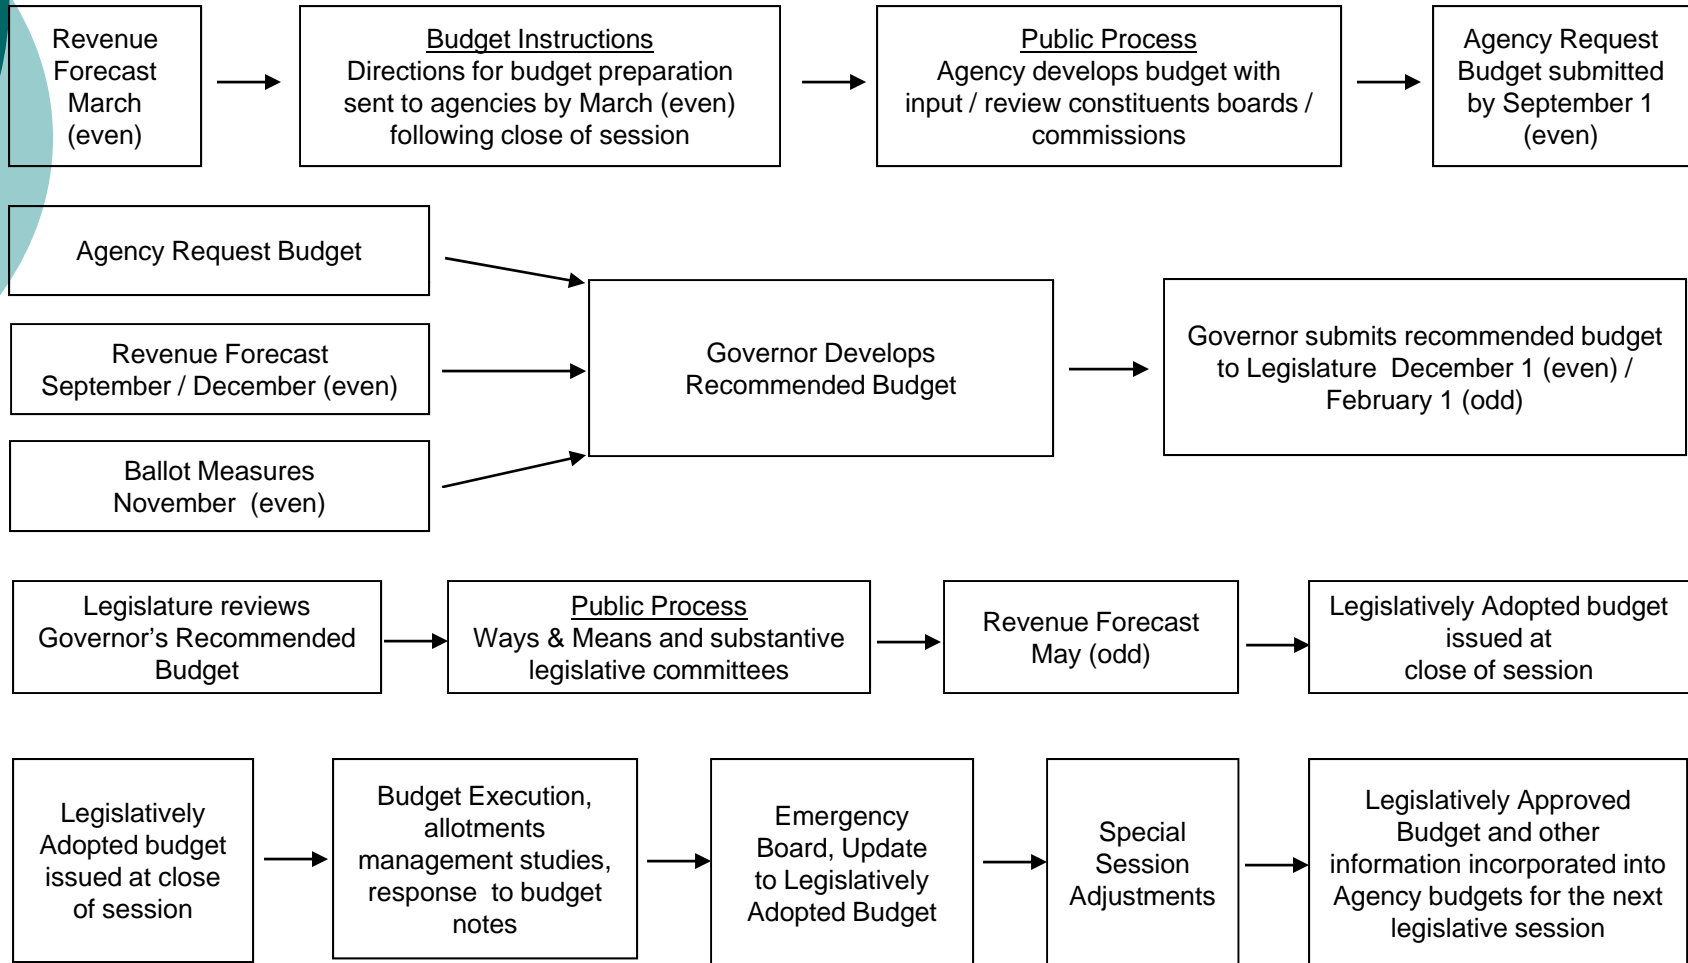 Revenue
Forecast
March
(even)
Budget Instructions
Directions for budget preparation
sent to agencies by March (even)
following close of session
Public Process
Agency develops budget with
input / review constituents boards /
commissions
Agency Request
Budget submitted
by September 1
(even)
Agency Request Budget
Revenue Forecast
September / December (even)
Ballot Measures
November (even)
Governor Develops
Recommended Budget
Governor submits recommended budget
to Legislature December 1 (even) /
February 1 (odd)
Legislature reviews
Governor’s Recommended
Budget
Public Process
Ways & Means and substantive
legislative committees
Revenue Forecast
May (odd)
Legislatively Adopted budget
issued at
close of session
Legislatively
Adopted budget
issued at close
of session
Budget Execution,
allotments
management studies,
response to budget
notes
Emergency
Board, Update
to Legislatively
Adopted Budget
Special
Session
Adjustments
Legislatively Approved
Budget and other
information incorporated into
Agency budgets for the next
legislative session